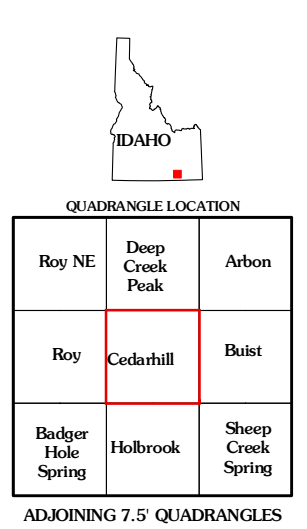 IDAHO
QUADRANGLE LOCATION
Roy NE
Deep
Creek
Peak
Arbon
Roy
Cedarhill
Buist
Badger
Hole
Spring
Holbrook
Sheep
Creek
Spring
ADJOINING 7.5' QUADRANGLES